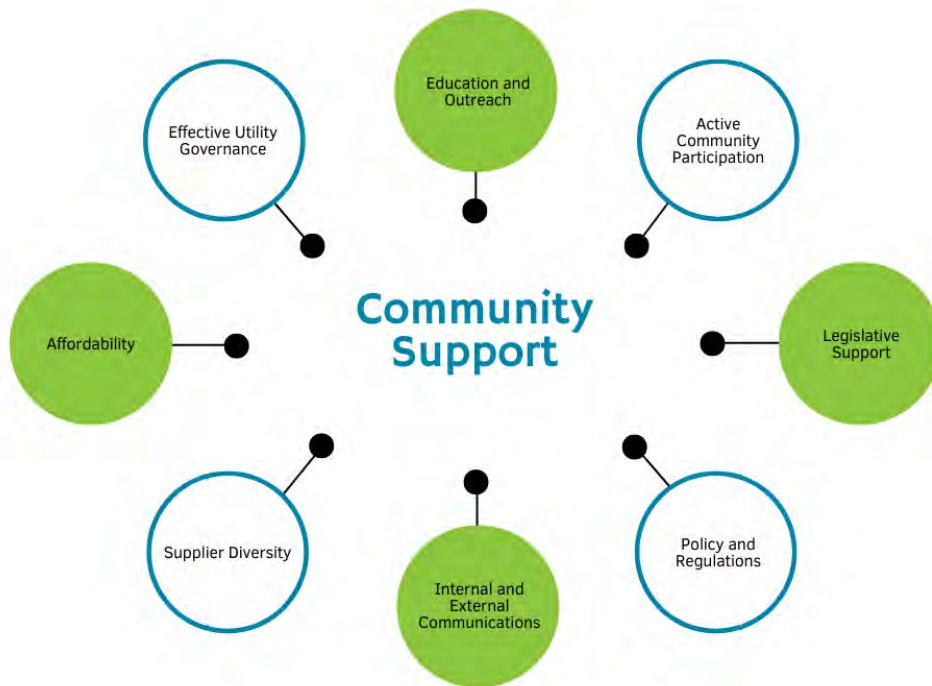 Education and
Outreach
Effective Utility
Governance
Active
Community
Participation
Community
Support
Affordability
Legislative
Support
Supplier Diversity
Policy and
Regulations
Internal and
External
Communications